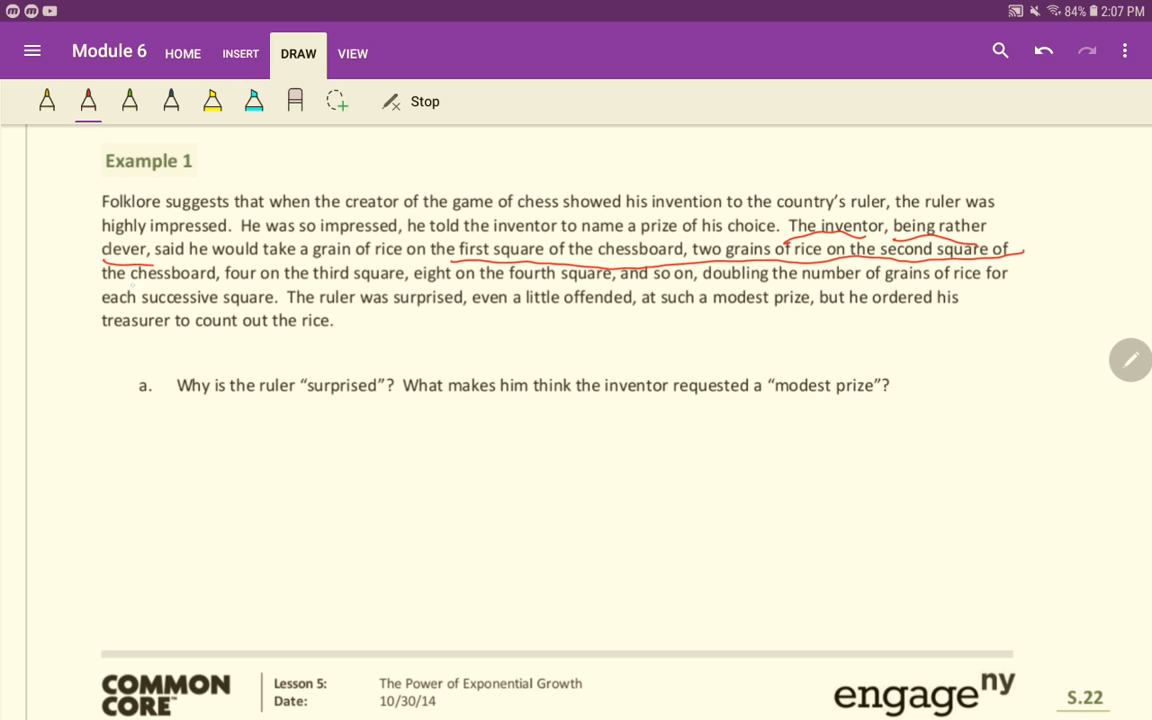 84% 2:07 PM
Module 6 HOME INSERT DRAW VIEW
Stop
Example 1
Folklore suggests that when the creator of the game of chess showed his invention to the country's ruler, the ruler was
highly impressed. He was so impressed, he told the inventor to name a prize of his choice. The inventor, being rather
clever, said he would take a grain of rice on the first square of the chessboard, two grains of rice on the second square of
the chessboard, four on the third square, eight on the fourth square, and so on, doubling the number of grains of rice for
each successive square. The ruler was surprised, even a little offended, at such a modest prize, but he ordered his
treasurer to count out the rice.
a. Why is the ruler “surprised”? What makes him think the inventor requested a “modest prize”?
COMMON
CORE™
Lesson 5: The Power of Exponential Growth
Date: 10/30/14
engage ny
S.22